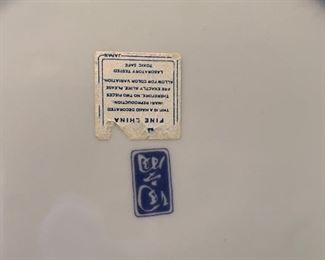 FINE CHINA
THIS IS A HAND DECORATED
IMARI REPRODUCTION.
THEREFORE, NO TWO PIECES
ARE EXACTLY ALIKE. PLEASE
ALLOW FOR COLOR VARIATION.
LABORATORY TESTED
TOXIC SAFE
JAPAN